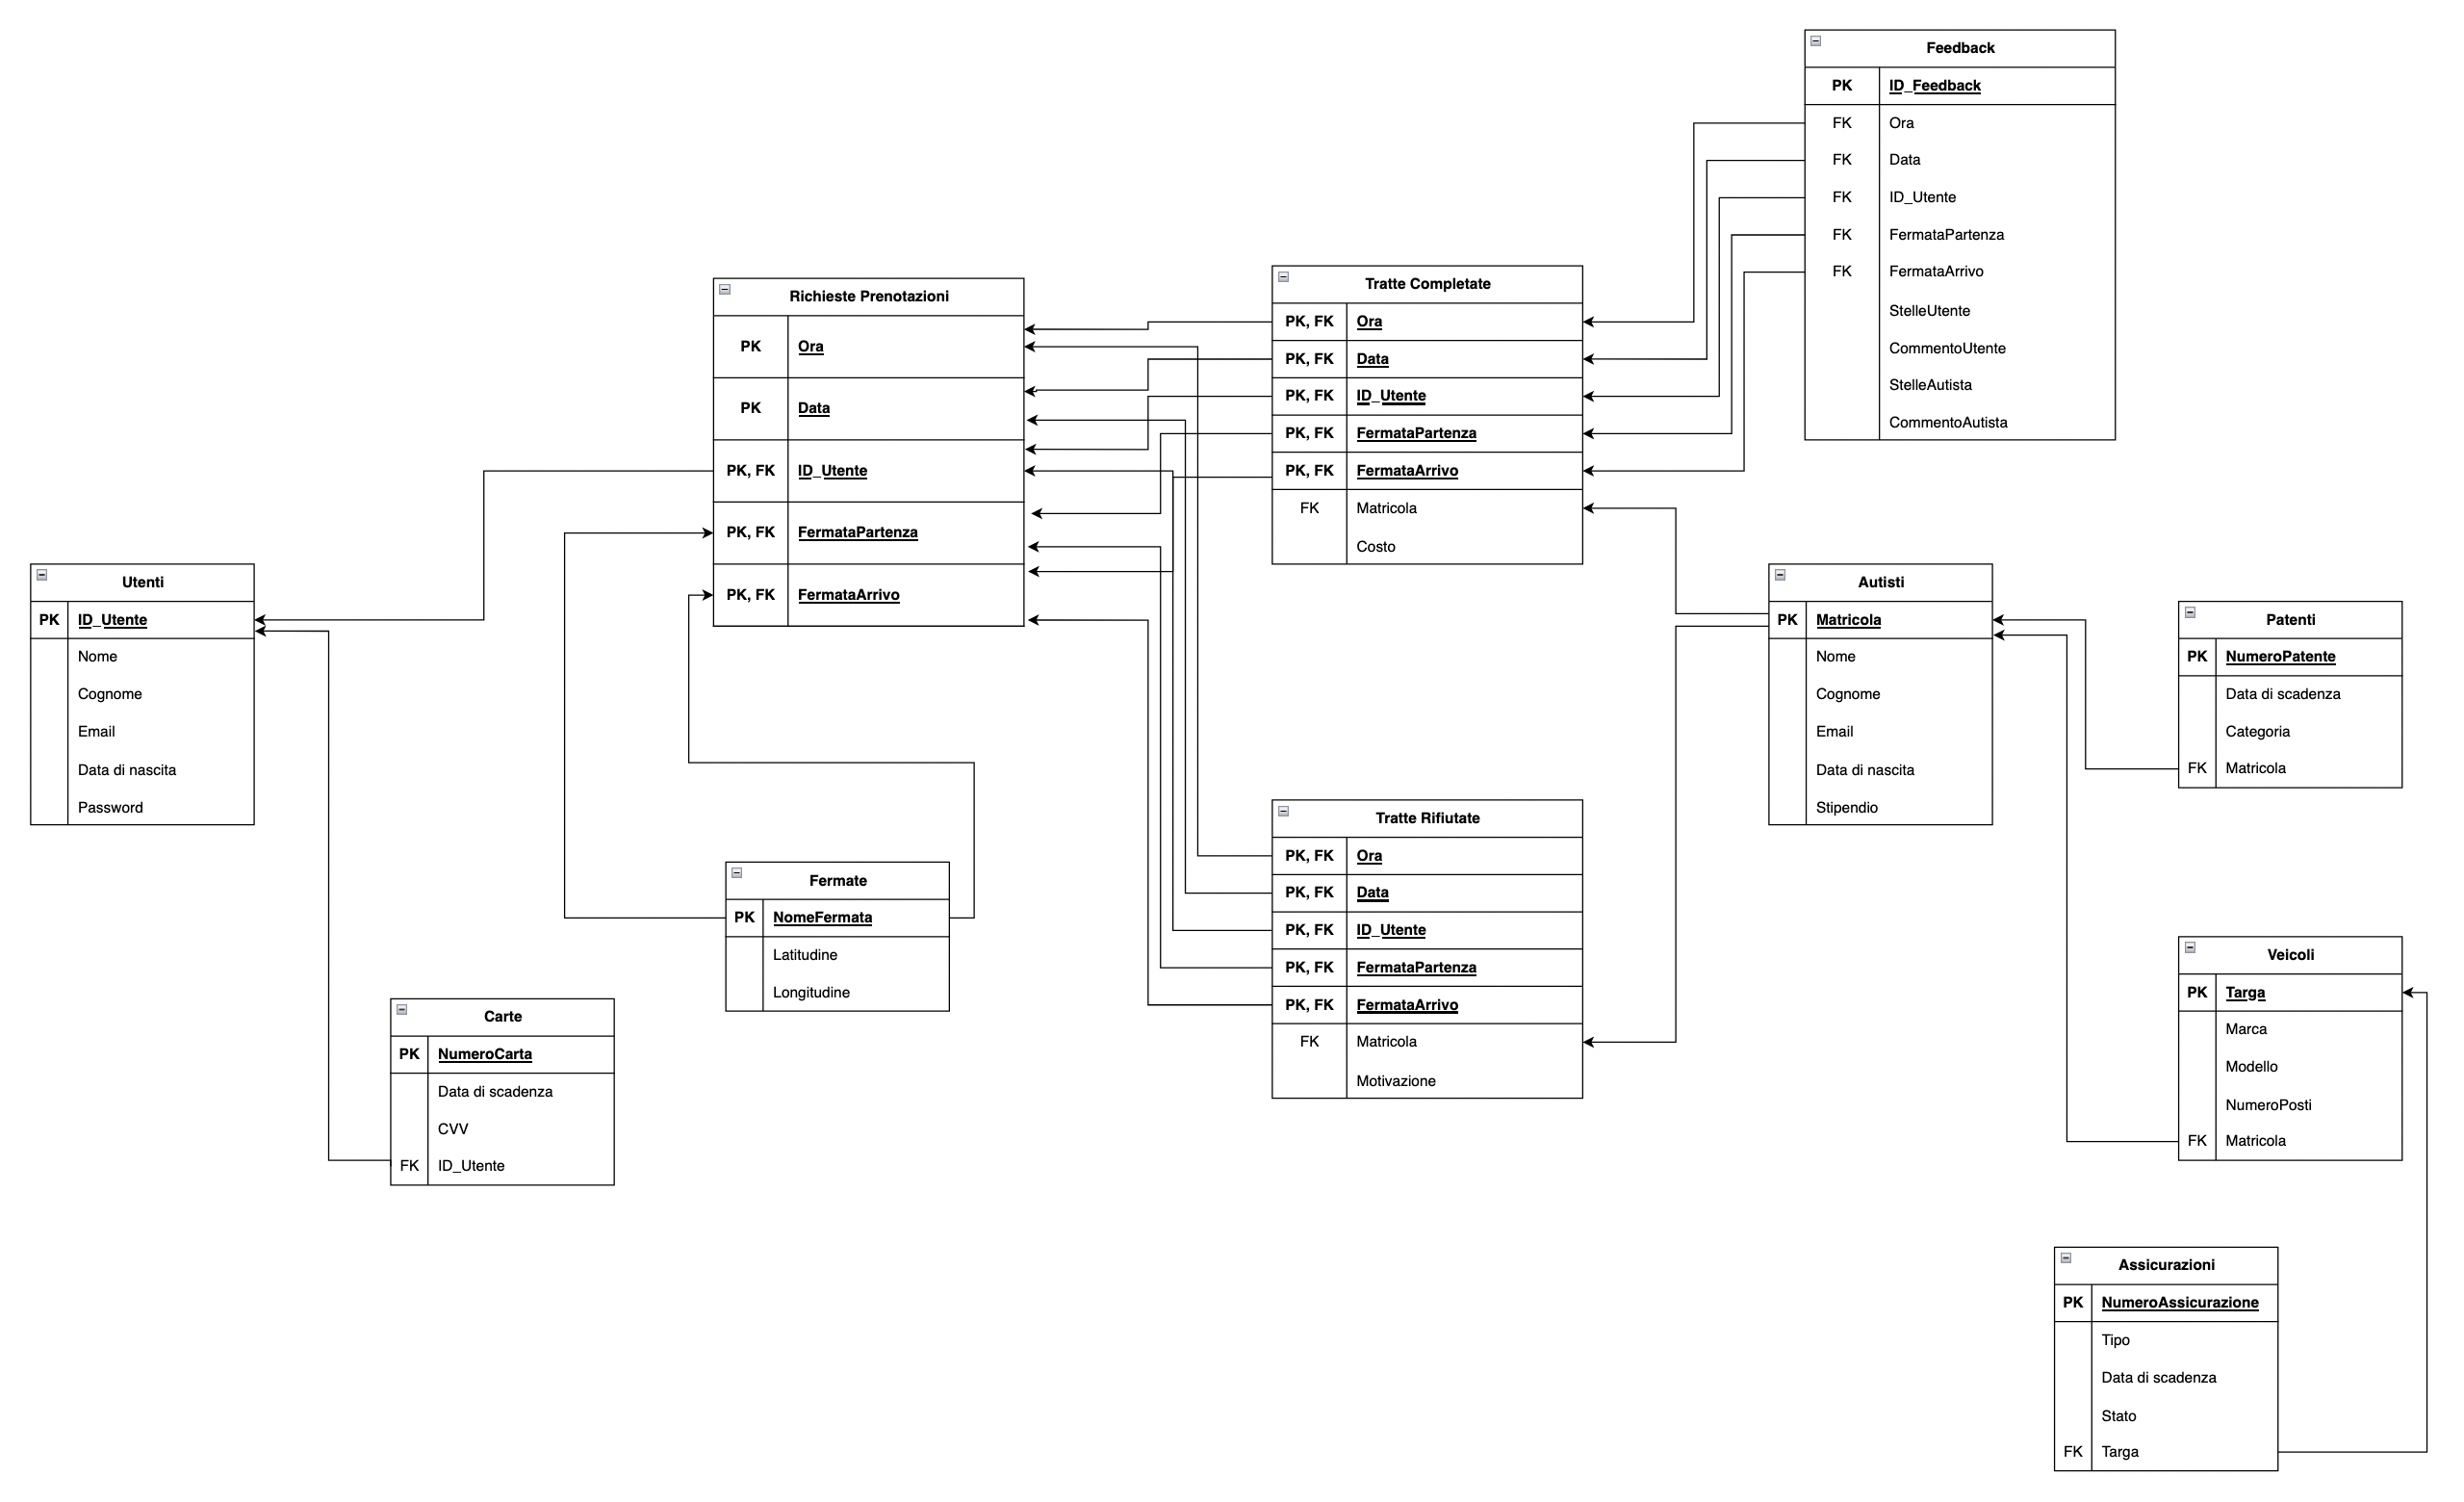 Feedback
PK ID_Feedback
FK Ora
FK Data
FK ID_Utente
FK FermataPartenza
FK FermataArrivo
StelleUtente
CommentoUtente
StelleAutista
CommentoAutista
Richieste Prenotazioni
PK Ora
PK Data
PK, FK ID_Utente
PK, FK FermataPartenza
PK, FK FermataArrivo
Tratte Completate
PK, FK Ora
PK, FK Data
PK, FK ID_Utente
PK, FK FermataPartenza
PK, FK FermataArrivo
FK Matricola
Costo
Utenti
PK ID_Utente
Nome
Cognome
Email
Data di nascita
Password
Autisti
PK Matricola
Nome
Cognome
Email
Data di nascita
Stipendio
Patenti
PK NumeroPatente
Data di scadenza
Categoria
FK Matricola
Fermate
PK NomeFermata
Latitudine
Longitudine
Tratte Rifiutate
PK, FK Ora
PK, FK Data
PK, FK ID_Utente
PK, FK FermataPartenza
PK, FK FermataArrivo
FK Matricola
Motivazione
Carte
PK NumeroCarta
Data di scadenza
CVV
FK ID_Utente
Veicoli
PK Targa
Marca
Modello
NumeroPosti
FK Matricola
Assicurazioni
PK NumeroAssicurazione
Tipo
Data di scadenza
Stato
FK Targa